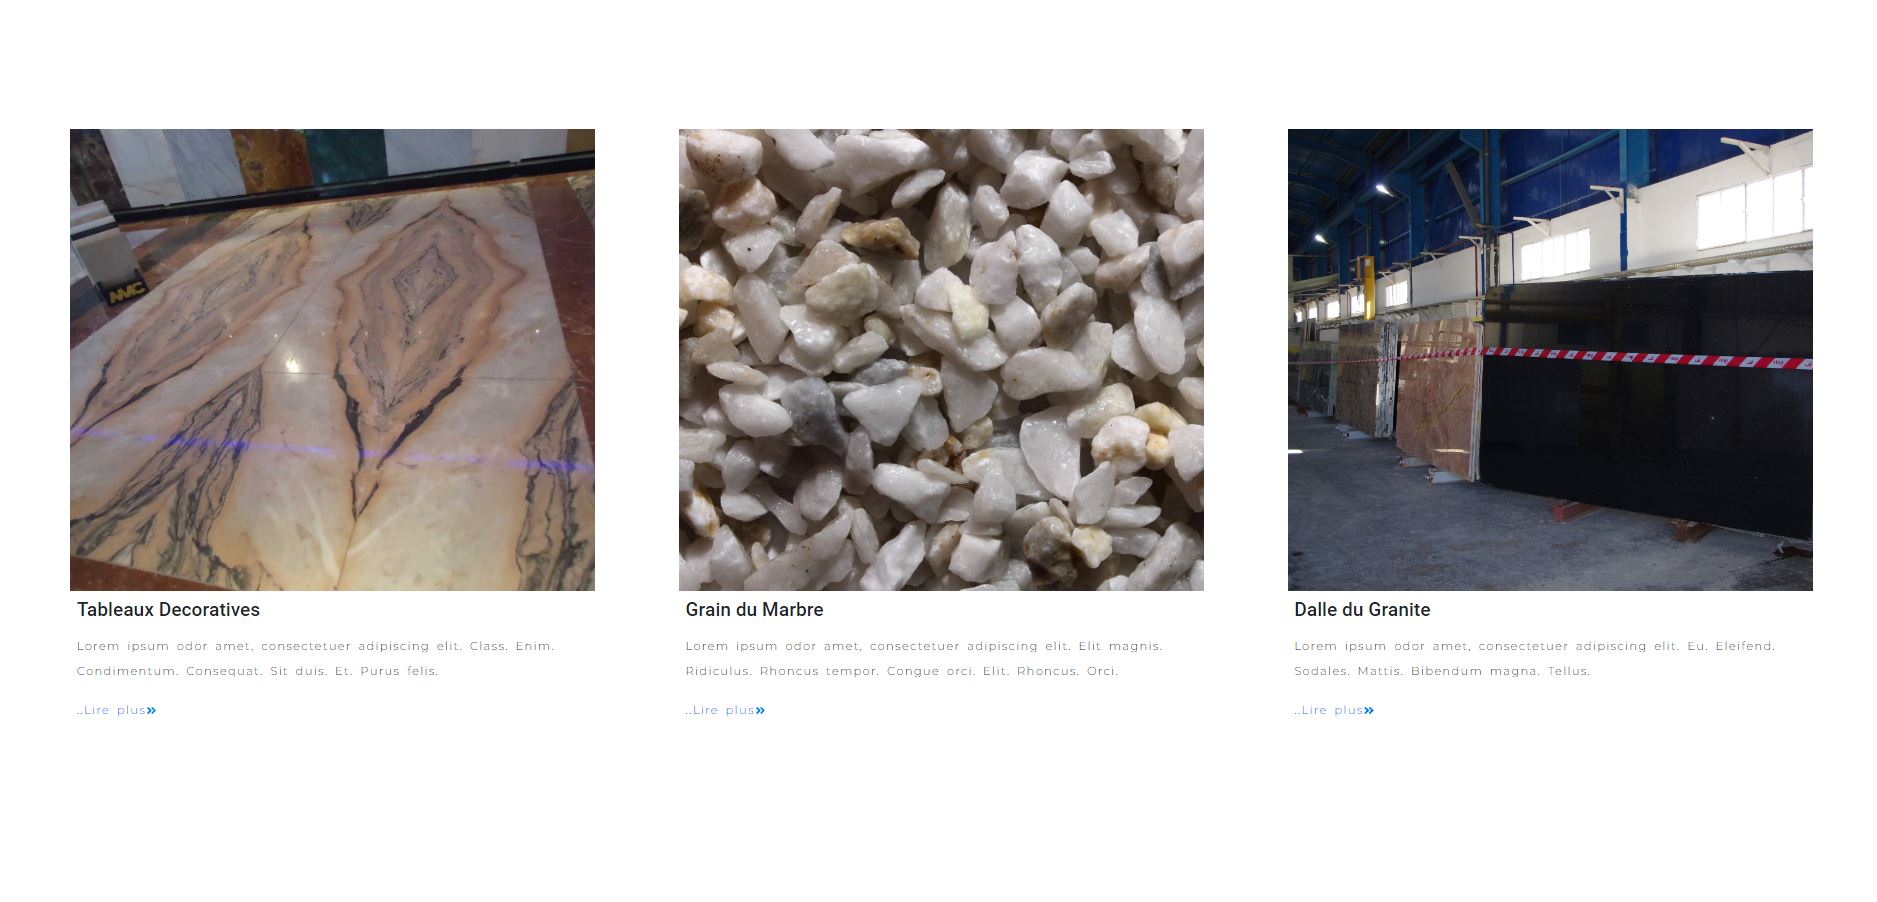 NMC
Tableaux Decoratives
Lorem ipsum odor amet, consectetuer adipiscing elit. Class. Enim.
Condimentum. Consequat. Sit duis. Et. Purus felis.
..Lire plus»
Grain du Marbre
Lorem ipsum odor amet, consectetuer adipiscing elit. Elit magnis.
Ridiculus. Rhoncus tempor. Congue orci. Elit. Rhoncus. Orci.
..Lire plus»
Dalle du Granite
Lorem ipsum odor amet, consectetuer adipiscing elit. Eu. Eleifend.
Sodales. Mattis. Bibendum magna. Tellus.
..Lire plus»